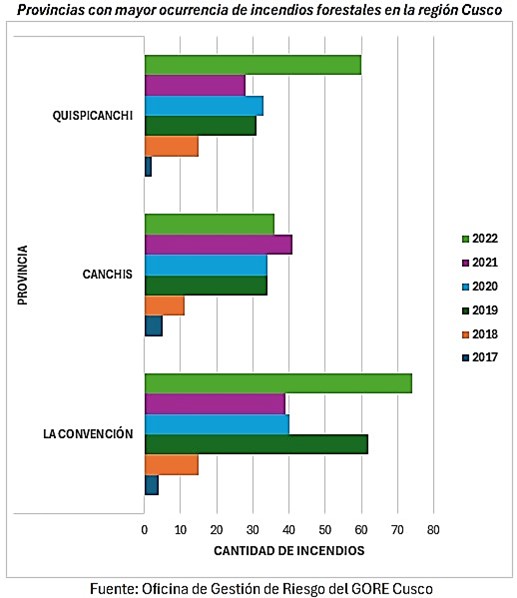 Provincias con mayor ocurrencia de incendios forestales en la región Cusco
PROVINCIA
QUISPICANCHI
CANCHIS
LA CONVENCIÓN
2022
2021
2020
2019
2018
2017
0 10 20 30 40 50 60 70 80
CANTIDAD DE INCENDIOS
Fuente: Oficina de Gestión de Riesgo del GORE Cusco